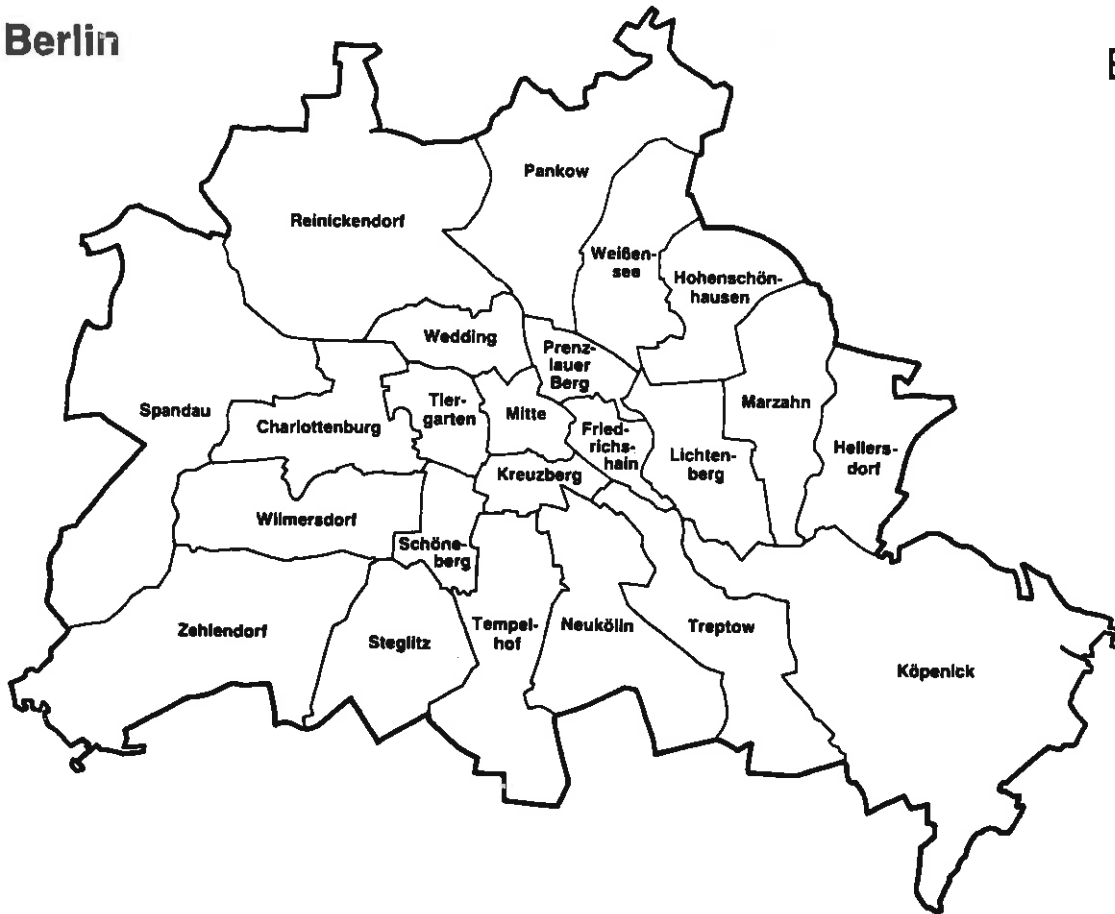 Berlin
Pankow
Reinickendorf
Weißen-
see
Hohenschön-
hausen
Wedding
Prenz-
lauer
Berg
Spandau
Charlottenburg
Tier-
garten
Mitte
Fried-
richs-
hain
Marzahn
Lichten-
berg
Hellers-
dorf
Kreuzberg
Wilmersdorf
Schöne-
berg
Zehlendorf
Steglitz
Tempel-
hof
Neukölln
Treptow
Köpenick